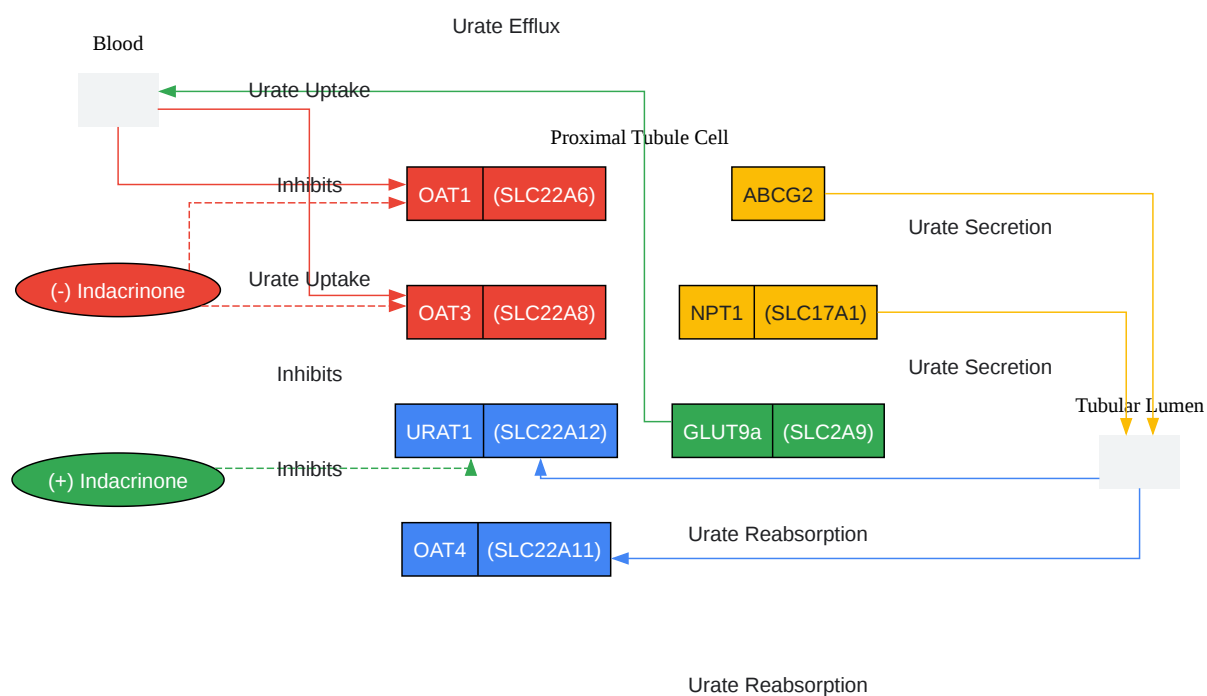 Urate Efflux
Blood
Urate Uptake
Proximal Tubule Cell
Inhibits
OAT1 (SLC22A6)
ABCG2
Urate Secretion
(-) Indacrinone
Urate Uptake
OAT3 (SLC22A8)
NPT1 (SLC17A1)
Inhibits
Urate Secretion
Tubular Lumen
URAT1 (SLC22A12)
GLUT9a (SLC2A9)
(+) Indacrinone
Inhibits
OAT4 (SLC22A11)
Urate Reabsorption
Urate Reabsorption